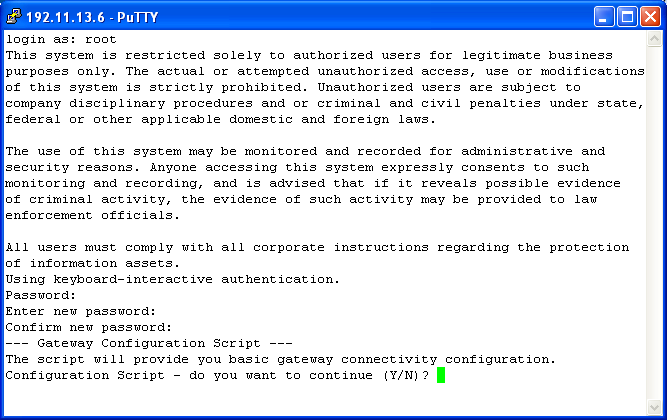 192.11.13.6 - PuTTY
login as: root
This system is restricted solely to authorized users for legitimate business
purposes only. The actual or attempted unauthorized access, use or modifications
of this system is strictly prohibited. Unauthorized users are subject to
company disciplinary procedures and or criminal and civil penalties under state,
federal or other applicable domestic and foreign laws.
The use of this system may be monitored and recorded for administrative and
security reasons. Anyone accessing this system expressly consents to such
monitoring and recording, and is advised that if it reveals possible evidence
of criminal activity, the evidence of such activity may be provided to law
enforcement officials.
All users must comply with all corporate instructions regarding the protection
of information assets.
Using keyboard-interactive authentication.
Password:
Enter new password:
Confirm new password:
--- Gateway Configuration Script ---
The script will provide you basic gateway connectivity configuration.
Configuration Script - do you want to continue (Y/N)?